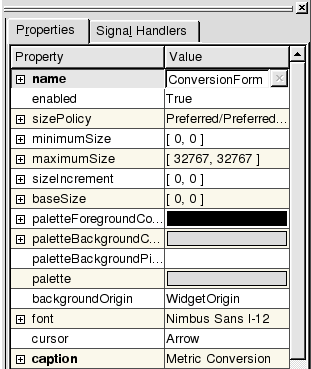 Properties Signal Handlers
Property Value
name ConversionForm
enabled True
sizePolicy Preferred/Preferred...
minimumSize [ 0, 0 ]
maximumSize [ 32767, 32767 ]
sizeIncrement [ 0, 0 ]
baseSize [ 0, 0 ]
paletteForegroundCo...
paletteBackgroundC...
paletteBackgroundPi...
palette
backgroundOrigin WidgetOrigin
font Nimbus Sans l-12
cursor Arrow
caption Metric Conversion